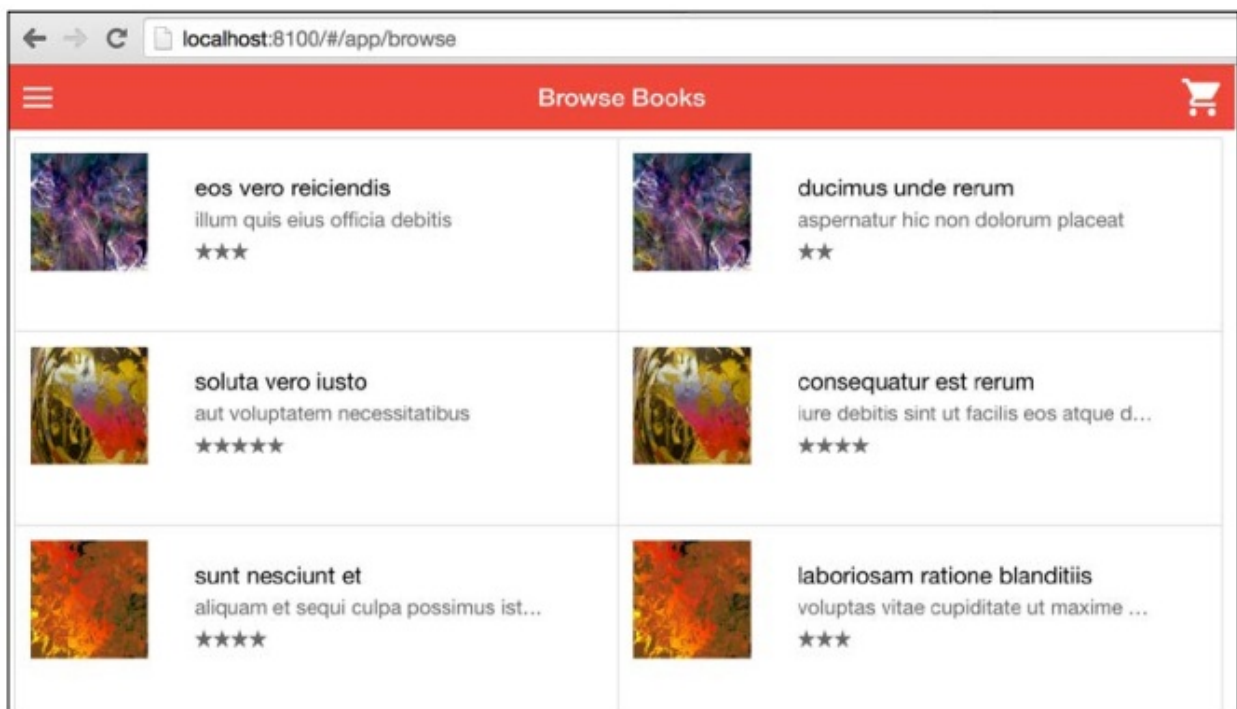 localhost:8100/#/app/browse
Browse Books
eos vero reiciendis
illum quis eius officia debitis
★★★
ducimus unde rerum
aspernatur hic non dolorum placeat
★★
soluta vero iusto
aut voluptatem necessitatibus
★★★★★
consequatur est rerum
iure debitis sint ut facilis eos atque d...
★★★★
sunt nesciunt et
aliquam et sequi culpa possimus ist...
★★★★
laboriosam ratione blanditiis
voluptas vitae cupiditate ut maxime ...
★★★